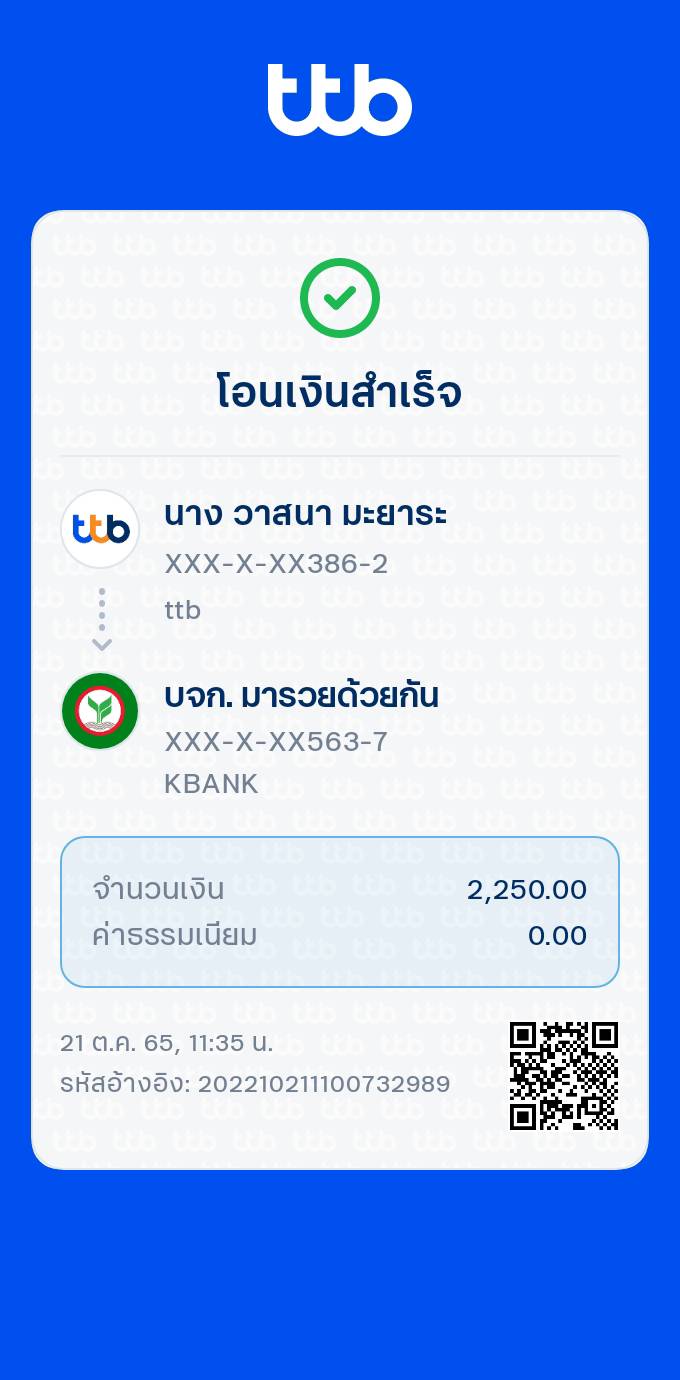 ttb
โอนเงินสำเร็จ
ttb
นาง วาสนา มะยาระ
XXX-X-XX386-2
ttb
บจก. มารวยด้วยกัน
XXX-X-XX563-7
KBANK
จำนวนเงิน 2,250.00
ค่าธรรมเนียม 0.00
21 ต.ค. 65, 11:35 น.
รหัสอ้างอิง: 202210211100732989